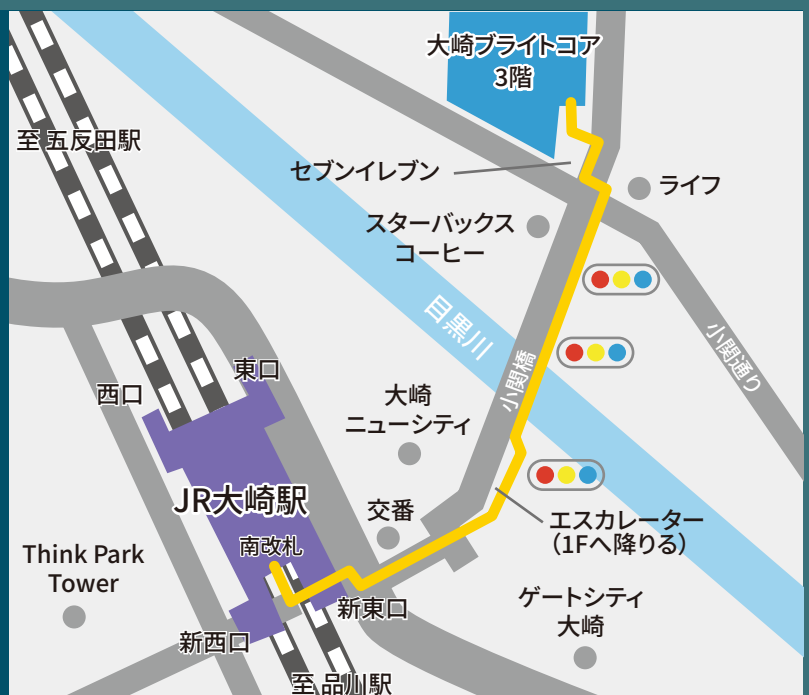 大崎ブライトコア
3階
至 五反田駅
セブンイレブン
ライフ
スターバックス
コーヒー
目黒川
小関橋
小関通り
東口
西口
大崎
ニューシティ
JR大崎駅
交番
南改札
エスカレーター
（1Fへ降りる）
Think Park
Tower
新東口
ゲートシティ
大崎
新西口
至 品川駅